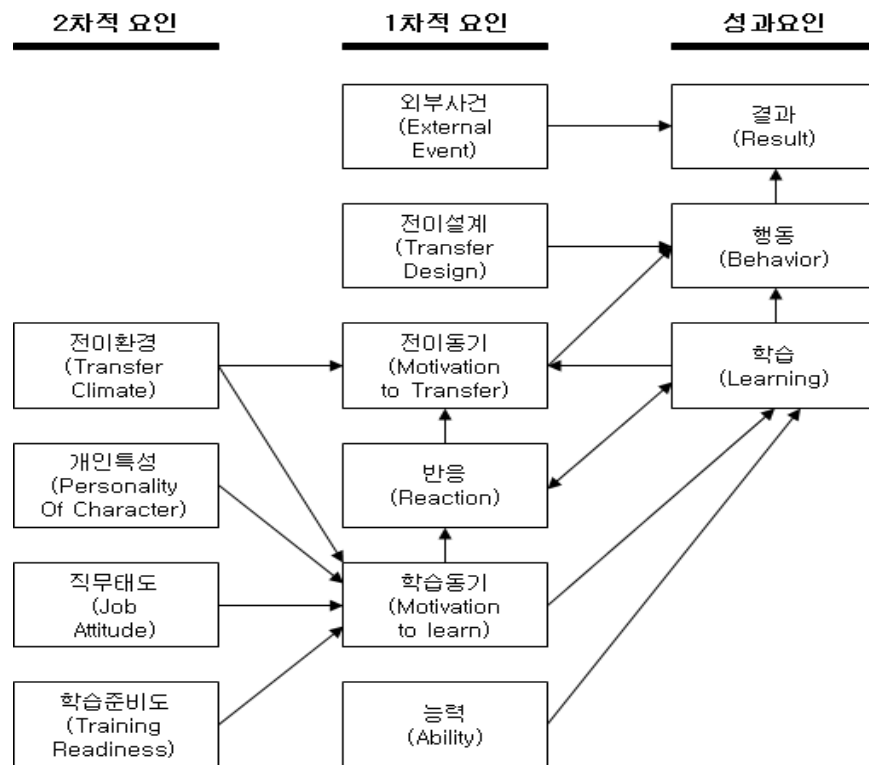 2차적 요인
1차적 요인
성과요인
외부사건
(External
Event)
결과
(Result)
전이설계
(Transfer
Design)
행동
(Behavior)
전이환경
(Transfer
Climate)
전이동기
(Motivation
to Transfer)
학습
(Learning)
개인특성
(Personality
Of Character)
반응
(Reaction)
직무태도
(Job
Attitude)
학습동기
(Motivation
to learn)
학습준비도
(Training
Readiness)
능력
(Ability)